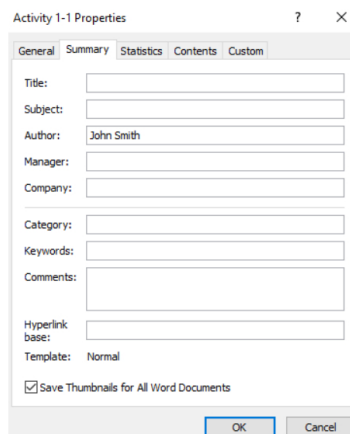 Activity 1-1 Properties ? ×
General Summary Statistics Contents Custom
Title:
Subject:
Author: John Smith
Manager:
Company:
Category:
Keywords:
Comments:
Hyperlink
base:
Template: Normal
Save Thumbnails for All Word Documents
OK Cancel